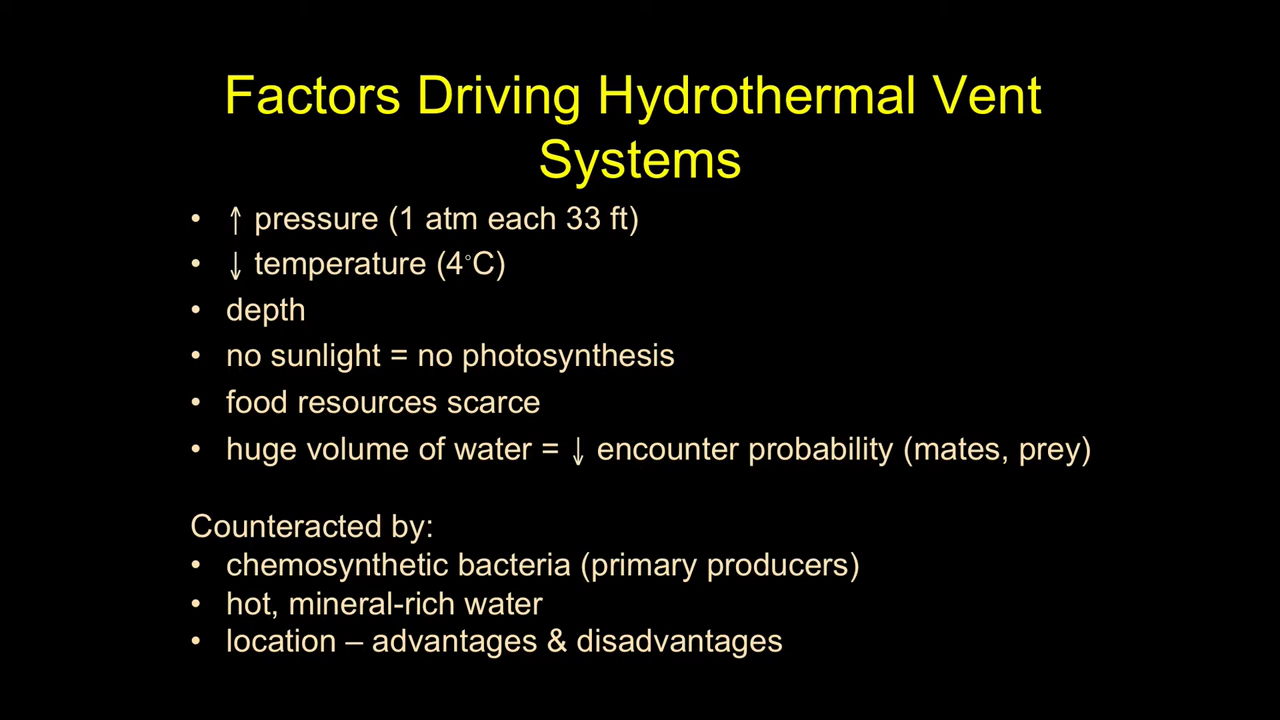 Factors Driving Hydrothermal Vent
Systems
• ↑ pressure (1 atm each 33 ft)
• ↓ temperature (4°C)
• depth
• no sunlight = no photosynthesis
• food resources scarce
• huge volume of water = ↓ encounter probability (mates, prey)
Counteracted by:
• chemosynthetic bacteria (primary producers)
• hot, mineral-rich water
• location – advantages & disadvantages